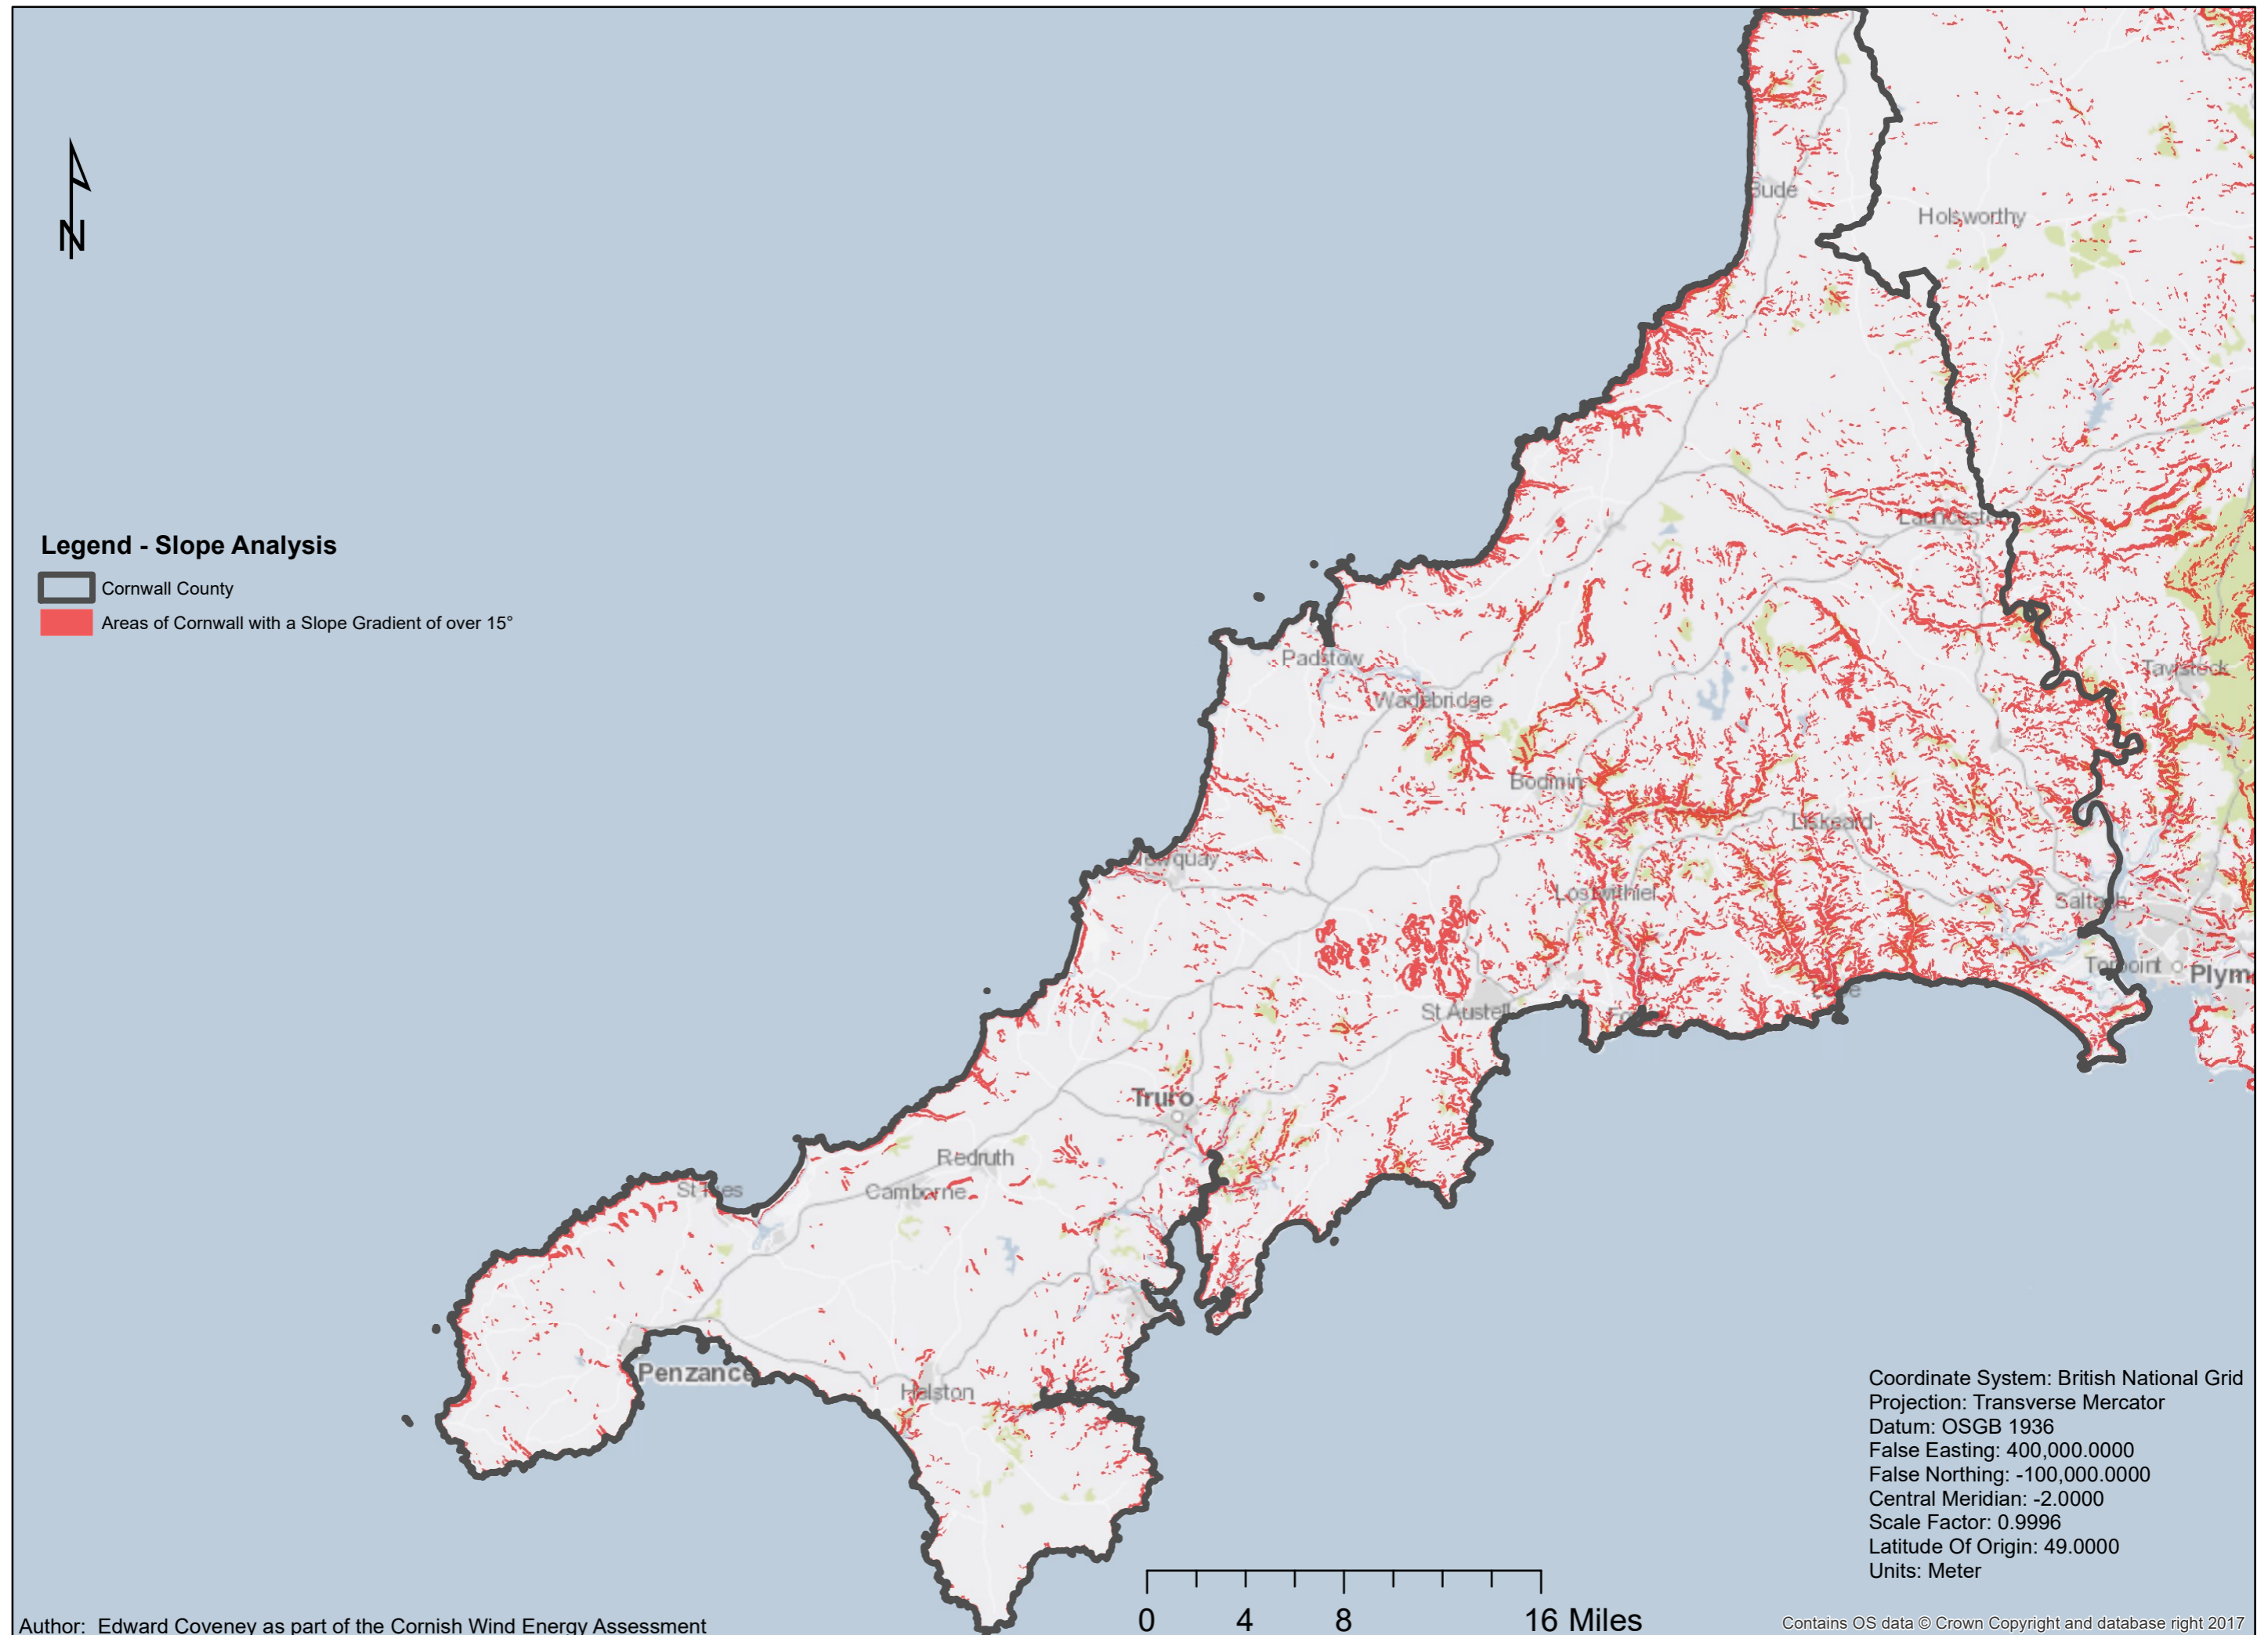 N
Bude
Holsworthy
Legend - Slope Analysis
Cornwall County
Areas of Cornwall with a Slope Gradient of over 15°
Launceston
Padstow
Tavistock
Wadebridge
Bodmin
Liskeard
Newquay
Lostwithiel
Saltash
Torpoint
Plym
Looe
St Austell
Truro
Redruth
Camborne
St Ives
Penzance
Helston
Coordinate System: British National Grid
Projection: Transverse Mercator
Datum: OSGB 1936
False Easting: 400,000.0000
False Northing: -100,000.0000
Central Meridian: -2.0000
Scale Factor: 0.9996
Latitude Of Origin: 49.0000
Units: Meter
0 4 8 16 Miles
Author: Edward Coveney as part of the Cornish Wind Energy Assessment
Contains OS data © Crown Copyright and database right 2017